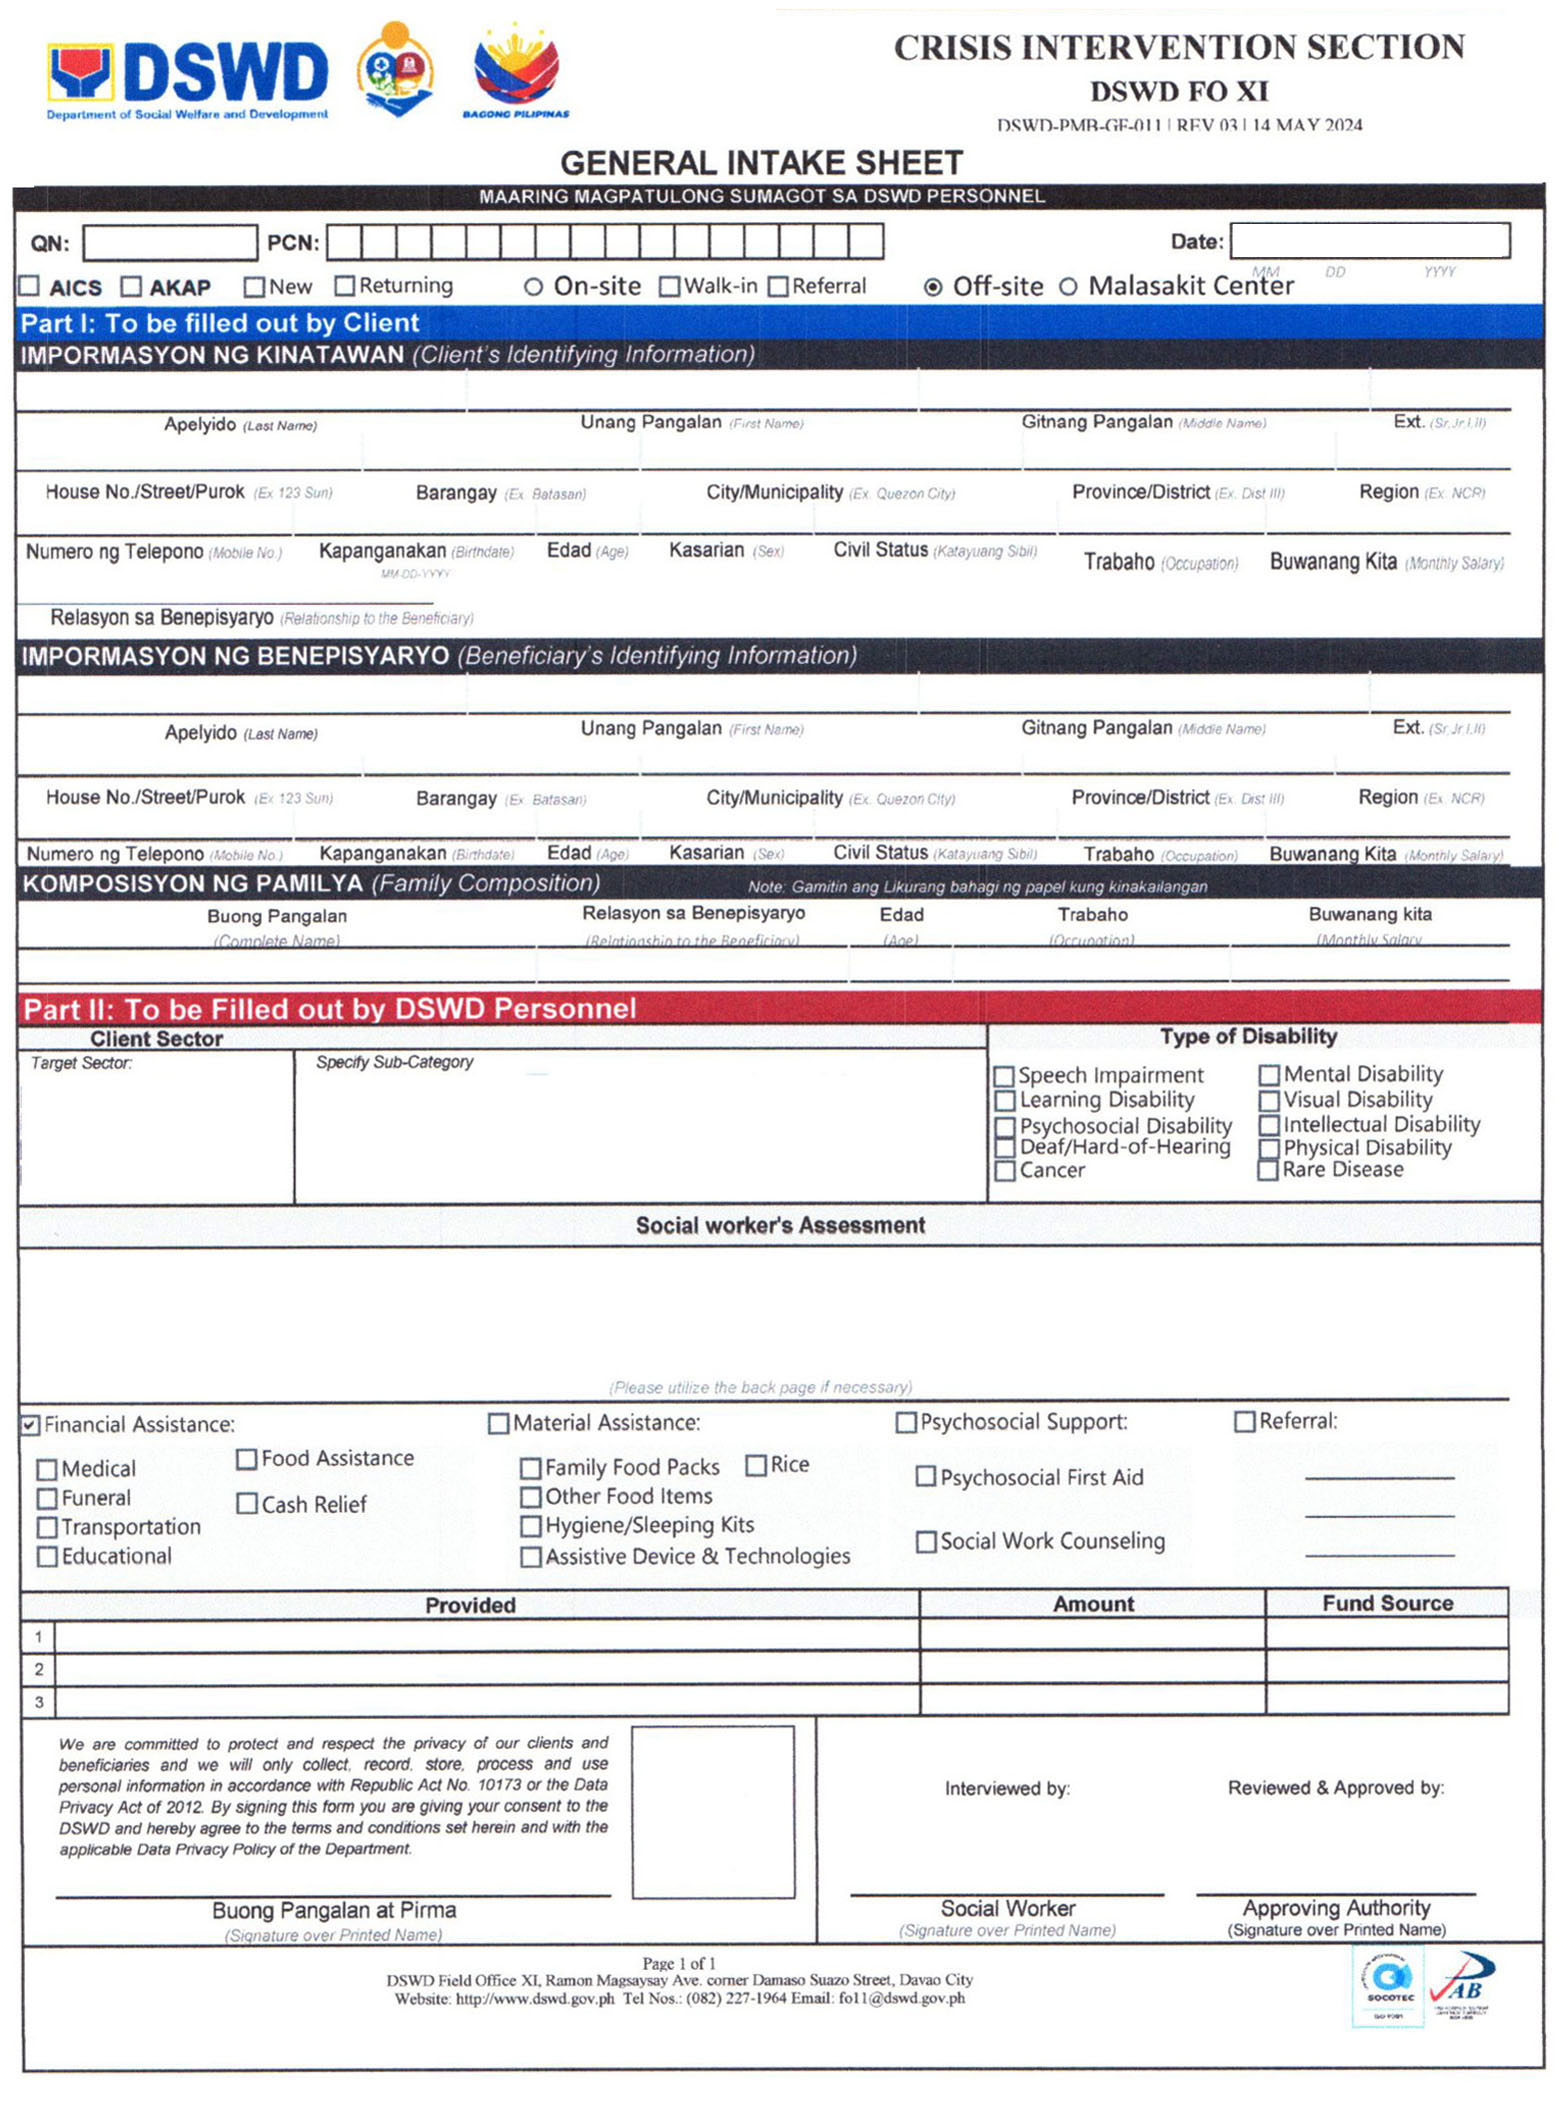 DSWD
Department of Social Welfare and Development
BAGONG PILIPINAS
CRISIS INTERVENTION SECTION
DSWD FO XI
DSWD-PMB-GF-011 | REV 03 | 14 MAY 2024
GENERAL INTAKE SHEET
MAARING MAGPATULONG SUMAGOT SA DSWD PERSONNEL
QN: PCN: Date:
MM DD YYYY
AICS AKAP New Returning On-site Walk-in Referral Off-site Malasakit Center
Part I: To be filled out by Client
IMPORMASYON NG KINATAWAN (Client's Identifying Information)
Apelyido (Last Name) Unang Pangalan (First Name) Gitnang Pangalan (Middle Name) Ext. (Sr,Jr,I,II)
House No./Street/Purok (Ex 123 Sun) Barangay (Ex. Batasan) City/Municipality (Ex. Quezon City) Province/District (Ex. Dist III) Region (Ex. NCR)
Numero ng Telepono (Mobile No.) Kapanganakan (Birthdate) Edad (Age) Kasarian (Sex) Civil Status (Katayuang Sibil) Trabaho (Occupation) Buwanang Kita (Monthly Salary)
MM-DD-YYYY
Relasyon sa Benepisyaryo (Relationship to the Beneficiary)
IMPORMASYON NG BENEPISYARYO (Beneficiary's Identifying Information)
Apelyido (Last Name) Unang Pangalan (First Name) Gitnang Pangalan (Middle Name) Ext. (Sr,Jr,I,II)
House No./Street/Purok (Ex 123 Sun) Barangay (Ex. Batasan) City/Municipality (Ex. Quezon City) Province/District (Ex. Dist III) Region (Ex. NCR)
Numero ng Telepono (Mobile No.) Kapanganakan (Birthdate) Edad (Age) Kasarian (Sex) Civil Status (Katayuang Sibil) Trabaho (Occupation) Buwanang Kita (Monthly Salary)
KOMPOSISYON NG PAMILYA (Family Composition) Note: Gamitin ang Likurang bahagi ng papel kung kinakailangan
Buong Pangalan Relasyon sa Benepisyaryo Edad Trabaho Buwanang kita
(Complete Name) (Relationship to the Beneficiary) (Age) (Occupation) (Monthly Salary
Part II: To be Filled out by DSWD Personnel
Client Sector Type of Disability
Target Sector: Specify Sub-Category
Speech Impairment Mental Disability
Learning Disability Visual Disability
Psychosocial Disability Intellectual Disability
Deaf/Hard-of-Hearing Physical Disability
Cancer Rare Disease
Social worker's Assessment
(Please utilize the back page if necessary)
Financial Assistance: Material Assistance: Psychosocial Support: Referral:
Medical Food Assistance Family Food Packs Rice Psychosocial First Aid
Funeral Cash Relief Other Food Items
Transportation Hygiene/Sleeping Kits Social Work Counseling
Educational Assistive Device & Technologies
Provided Amount Fund Source
1
2
3
We are committed to protect and respect the privacy of our clients and
beneficiaries and we will only collect, record, store, process and use
personal information in accordance with Republic Act No. 10173 or the Data
Privacy Act of 2012. By signing this form you are giving your consent to the
DSWD and hereby agree to the terms and conditions set herein and with the
applicable Data Privacy Policy of the Department.
Interviewed by: Reviewed & Approved by:
Buong Pangalan at Pirma Social Worker Approving Authority
(Signature over Printed Name) (Signature over Printed Name) (Signature over Printed Name)
Page 1 of 1
DSWD Field Office XI, Ramon Magsaysay Ave. corner Damaso Suazo Street, Davao City
Website: http://www.dswd.gov.ph Tel Nos.: (082) 227-1964 Email: fo11@dswd.gov.ph
SOCOTEC
ISO 9001
PAB